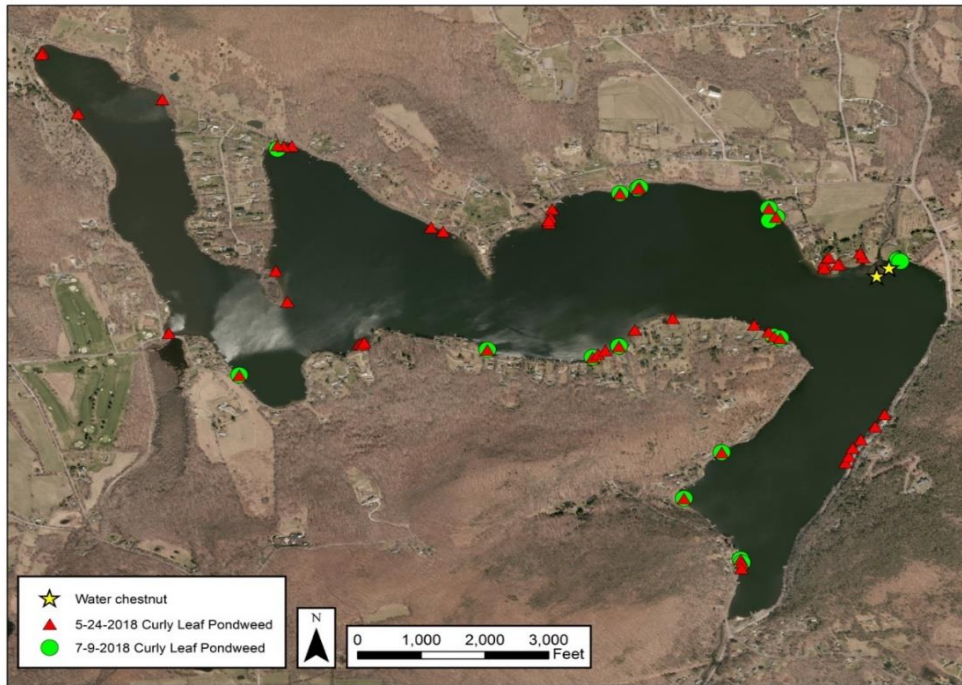 Water chestnut
5-24-2018 Curly Leaf Pondweed
7-9-2018 Curly Leaf Pondweed
N
0 1,000 2,000 3,000
Feet